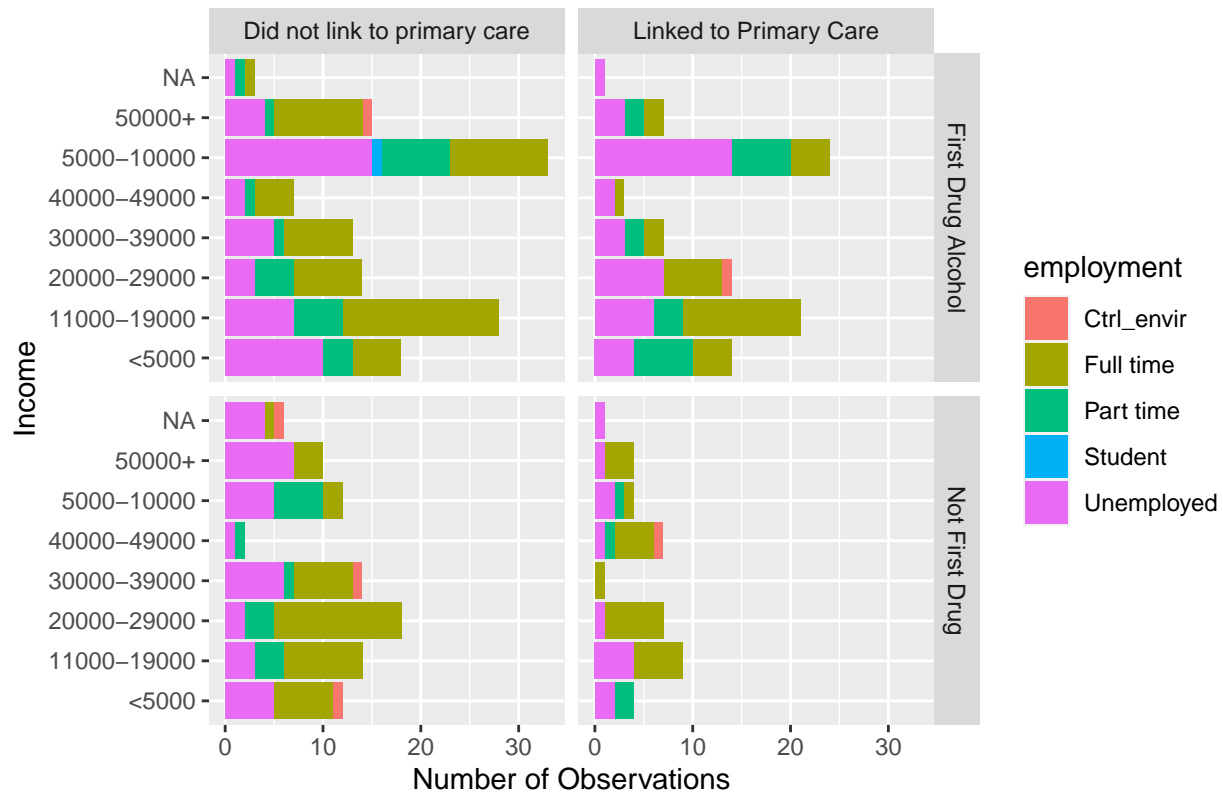 Did not link to primary care
Linked to Primary Care
NA
50000+
5000−10000
40000−49000
30000−39000
20000−29000
11000−19000
<5000
First Drug Alcohol
NA
50000+
5000−10000
40000−49000
30000−39000
20000−29000
11000−19000
<5000
Not First Drug
Income
0 10 20 30
0 10 20 30
Number of Observations
employment
Ctrl_envir
Full time
Part time
Student
Unemployed